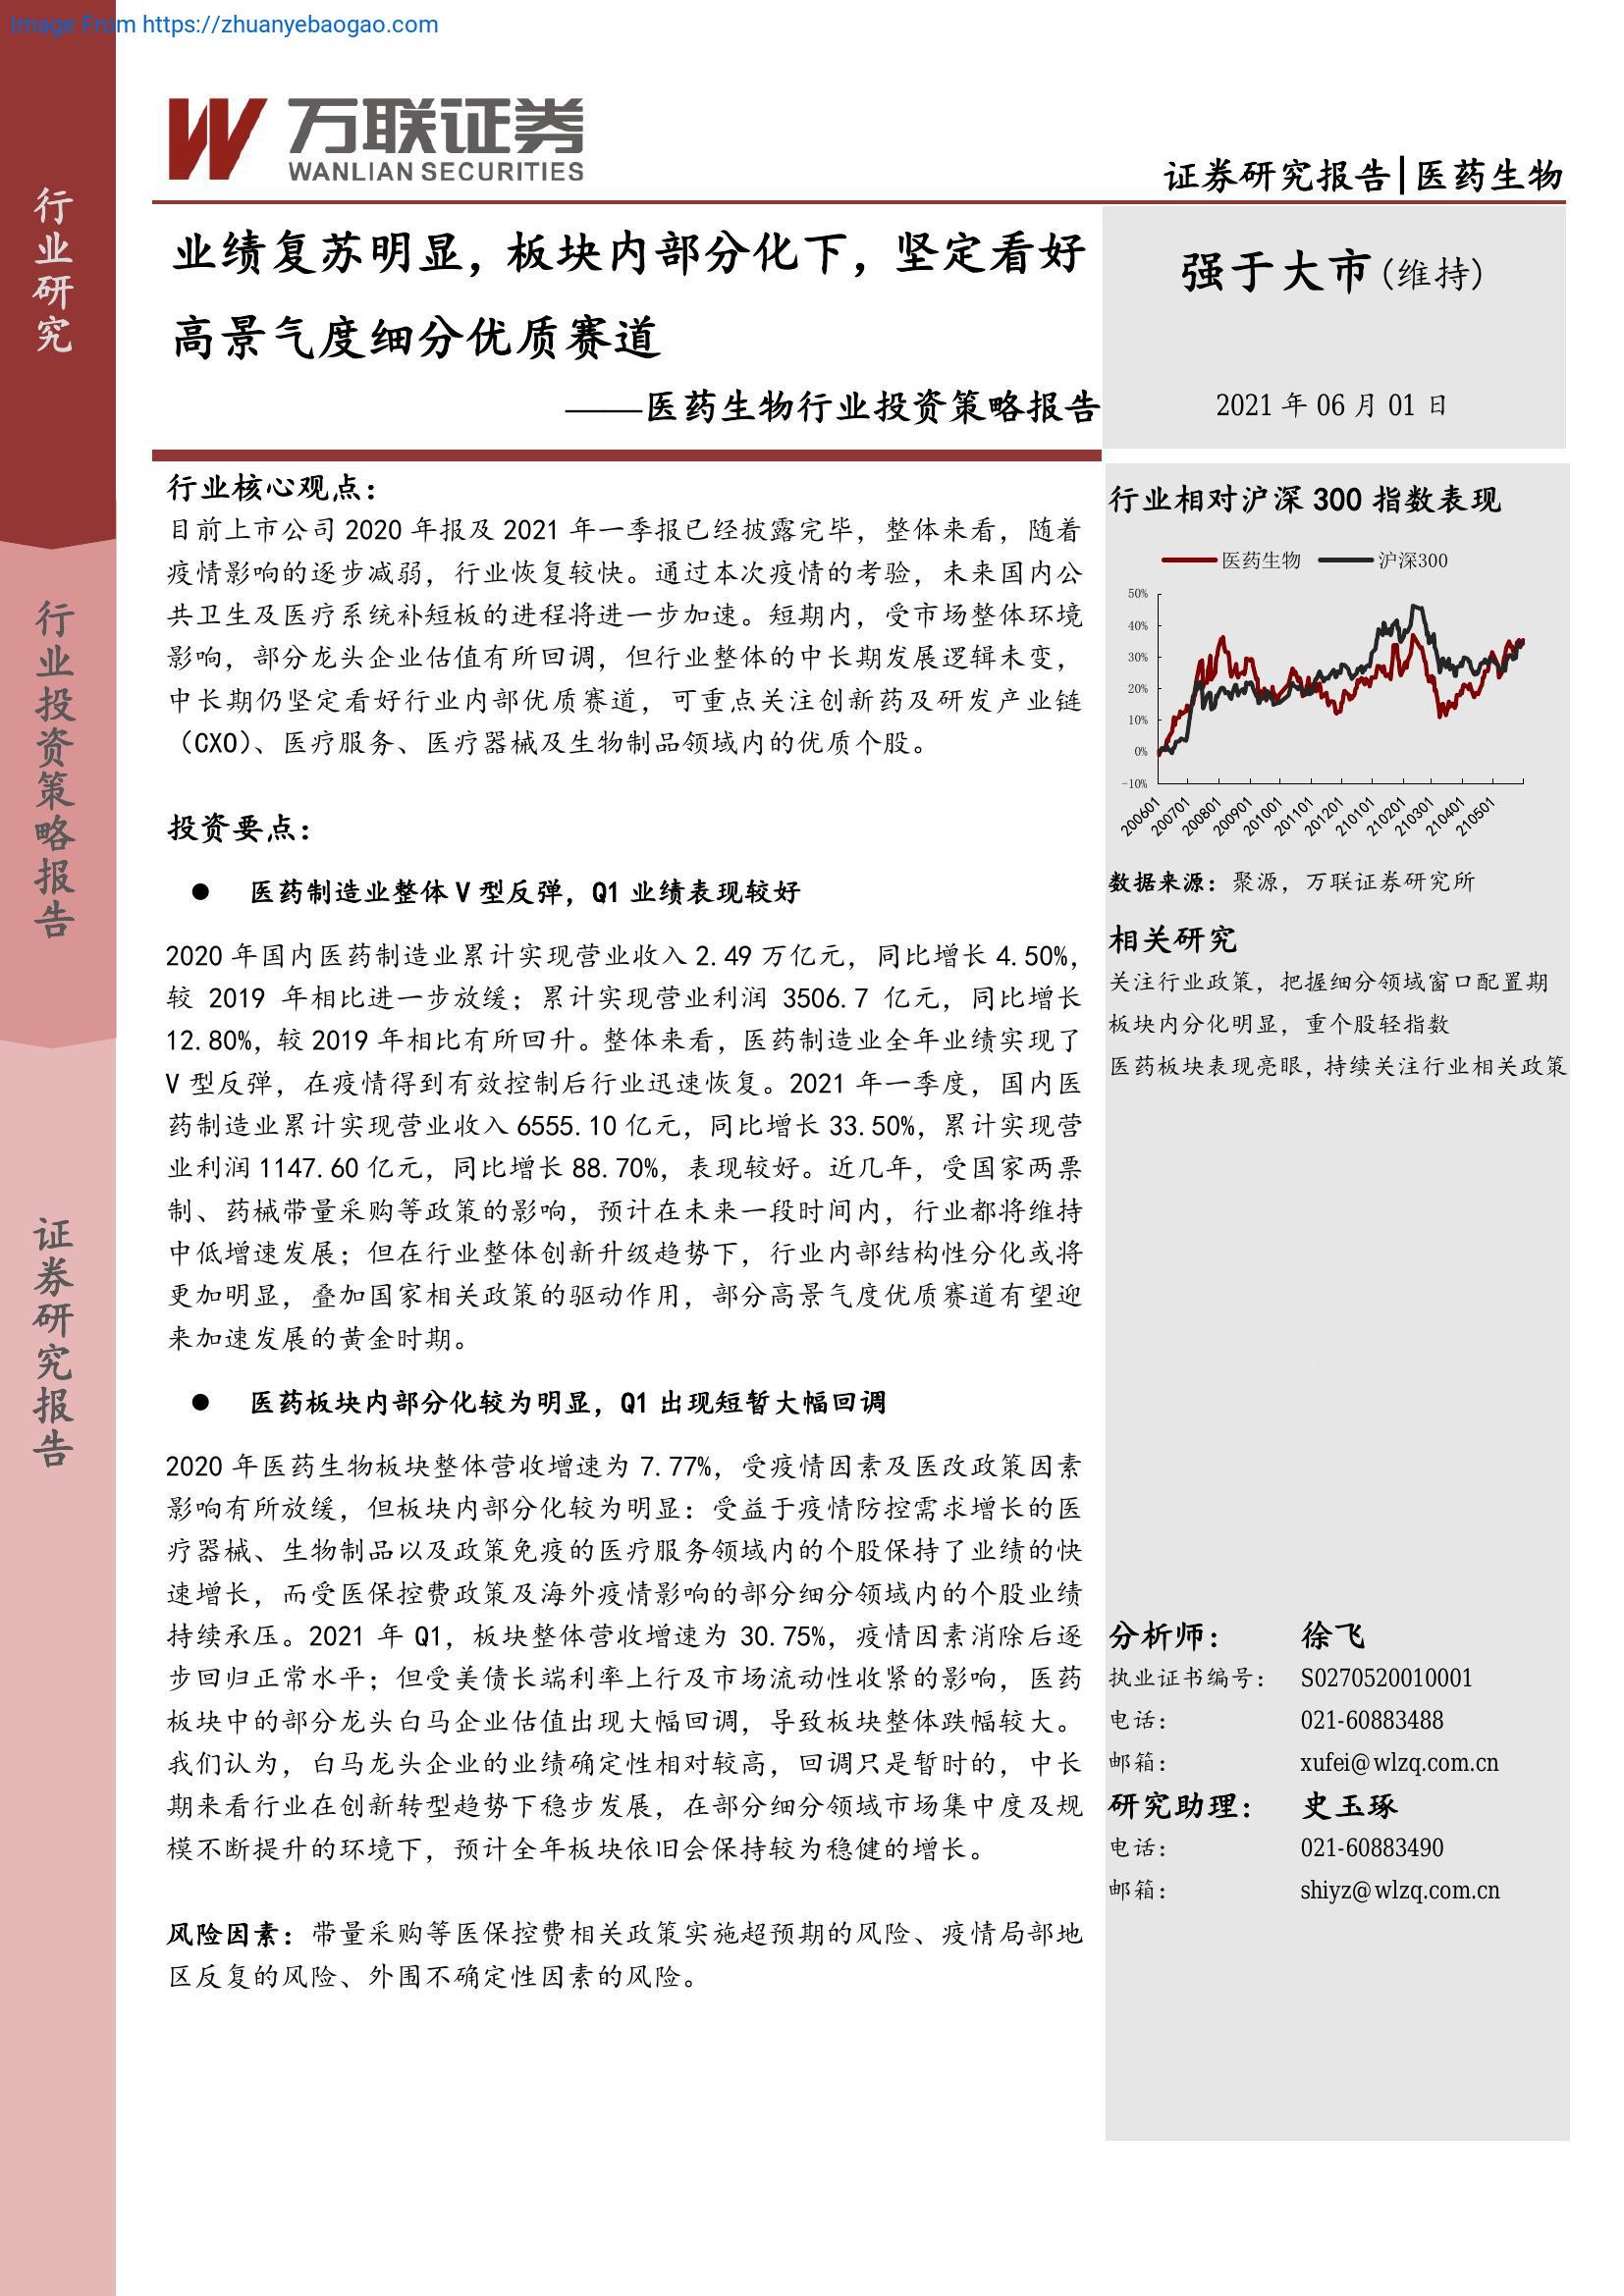 Image From https://zhuanyebaogao.com
万联证券
WANLIAN SECURITIES
证券研究报告|医药生物
行业研究
行业投资策略报告
证券研究报告
业绩复苏明显，板块内部分化下，坚定看好
高景气度细分优质赛道
——医药生物行业投资策略报告
强于大市(维持)
2021 年 06 月 01 日
行业核心观点：
目前上市公司 2020 年报及 2021 年一季报已经披露完毕，整体来看，随着
疫情影响的逐步减弱，行业恢复较快。通过本次疫情的考验，未来国内公
共卫生及医疗系统补短板的进程将进一步加速。短期内，受市场整体环境
影响，部分龙头企业估值有所回调，但行业整体的中长期发展逻辑未变，
中长期仍坚定看好行业内部优质赛道，可重点关注创新药及研发产业链
（CXO）、医疗服务、医疗器械及生物制品领域内的优质个股。
投资要点：
● 医药制造业整体 V 型反弹，Q1 业绩表现较好
2020 年国内医药制造业累计实现营业收入 2.49 万亿元，同比增长 4.50%，
较 2019 年相比进一步放缓；累计实现营业利润 3506.7 亿元，同比增长
12.80%，较 2019 年相比有所回升。整体来看，医药制造业全年业绩实现了
V 型反弹，在疫情得到有效控制后行业迅速恢复。2021 年一季度，国内医
药制造业累计实现营业收入 6555.10 亿元，同比增长 33.50%，累计实现营
业利润 1147.60 亿元，同比增长 88.70%，表现较好。近几年，受国家两票
制、药械带量采购等政策的影响，预计在未来一段时间内，行业都将维持
中低增速发展；但在行业整体创新升级趋势下，行业内部结构性分化或将
更加明显，叠加国家相关政策的驱动作用，部分高景气度优质赛道有望迎
来加速发展的黄金时期。
● 医药板块内部分化较为明显，Q1 出现短暂大幅回调
2020 年医药生物板块整体营收增速为 7.77%，受疫情因素及医改政策因素
影响有所放缓，但板块内部分化较为明显：受益于疫情防控需求增长的医
疗器械、生物制品以及政策免疫的医疗服务领域内的个股保持了业绩的快
速增长，而受医保控费政策及海外疫情影响的部分细分领域内的个股业绩
持续承压。2021 年 Q1，板块整体营收增速为 30.75%，疫情因素消除后逐
步回归正常水平；但受美债长端利率上行及市场流动性收紧的影响，医药
板块中的部分龙头白马企业估值出现大幅回调，导致板块整体跌幅较大。
我们认为，白马龙头企业的业绩确定性相对较高，回调只是暂时的，中长
期来看行业在创新转型趋势下稳步发展，在部分细分领域市场集中度及规
模不断提升的环境下，预计全年板块依旧会保持较为稳健的增长。
风险因素：带量采购等医保控费相关政策实施超预期的风险、疫情局部地
区反复的风险、外围不确定性因素的风险。
行业相对沪深 300 指数表现
医药生物 沪深300
50%
40%
30%
20%
10%
0%
-10%
200601 200701 200801 200901 201001 201101 201201 210101 210201 210301 210401 210501
数据来源：聚源，万联证券研究所
相关研究
关注行业政策，把握细分领域窗口配置期
板块内分化明显，重个股轻指数
医药板块表现亮眼，持续关注行业相关政策
分析师： 徐飞
执业证书编号： S0270520010001
电话： 021-60883488
邮箱： xufei@wlzq.com.cn
研究助理： 史玉琢
电话： 021-60883490
邮箱： shiyz@wlzq.com.cn